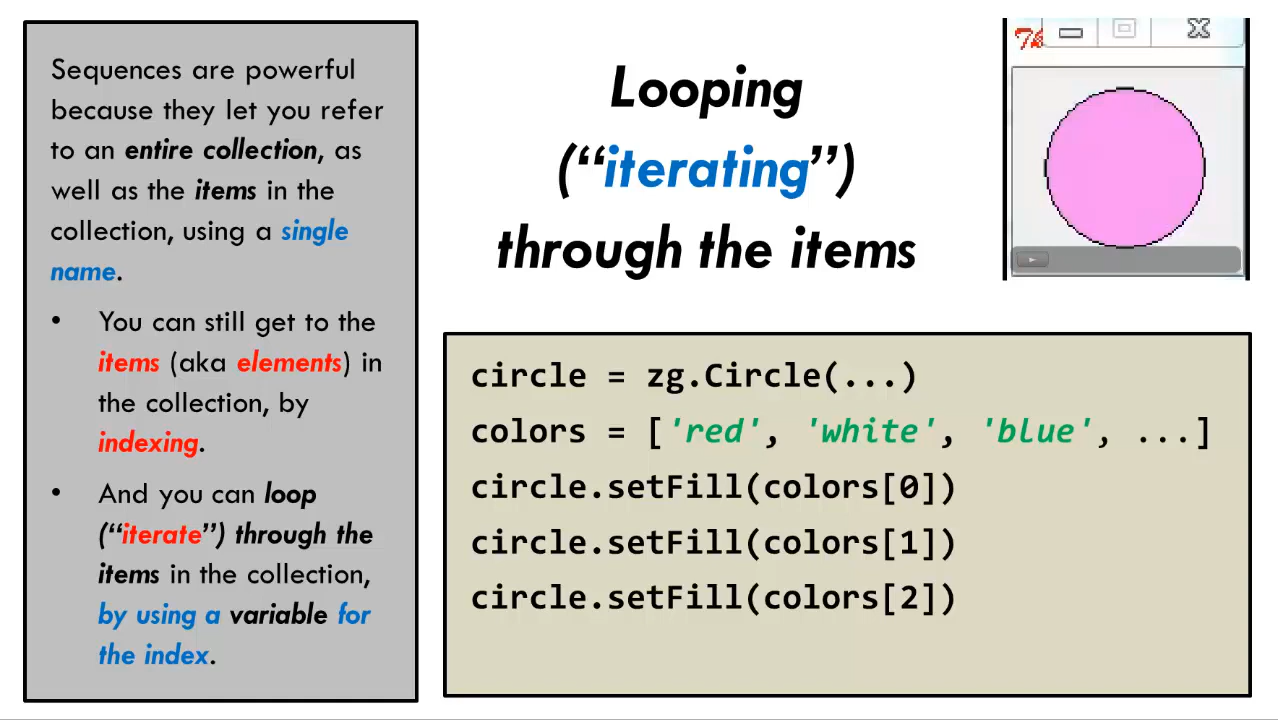 Sequences are powerful
because they let you refer
to an entire collection, as
well as the items in the
collection, using a single
name.
• You can still get to the
items (aka elements) in
the collection, by
indexing.
• And you can loop
(“iterate”) through the
items in the collection,
by using a variable for
the index.
Looping
(“iterating”)
through the items
circle = zg.Circle(...)
colors = ['red', 'white', 'blue', ...]
circle.setFill(colors[0])
circle.setFill(colors[1])
circle.setFill(colors[2])